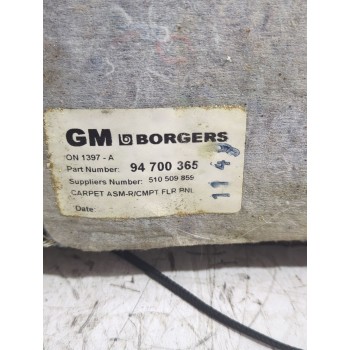 GM BORGERS
ON 1397 - A
Part Number: 94 700 365
Suppliers Number: 510 509 859
CARPET ASM-R/CMPT FLR PNL
Date: